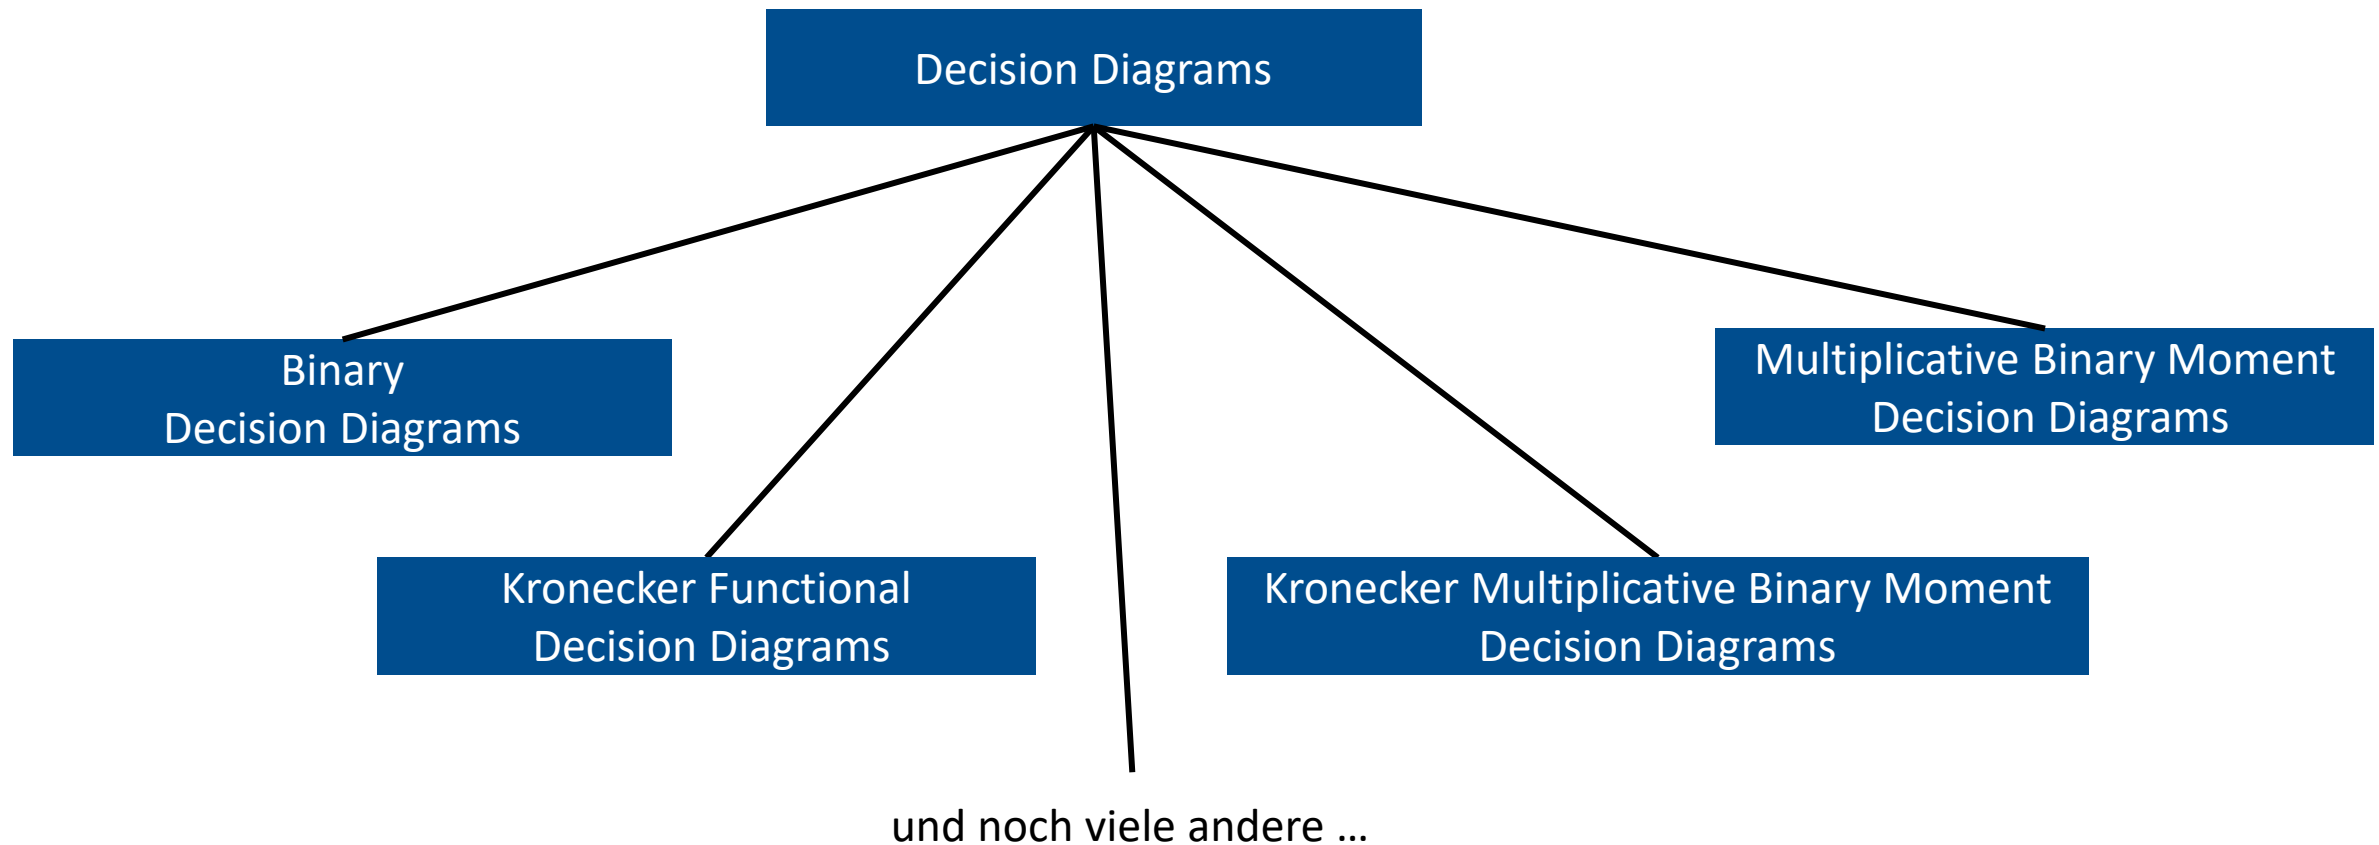 Decision Diagrams
Binary
Decision Diagrams
Multiplicative Binary Moment
Decision Diagrams
Kronecker Functional
Decision Diagrams
Kronecker Multiplicative Binary Moment
Decision Diagrams
und noch viele andere ...